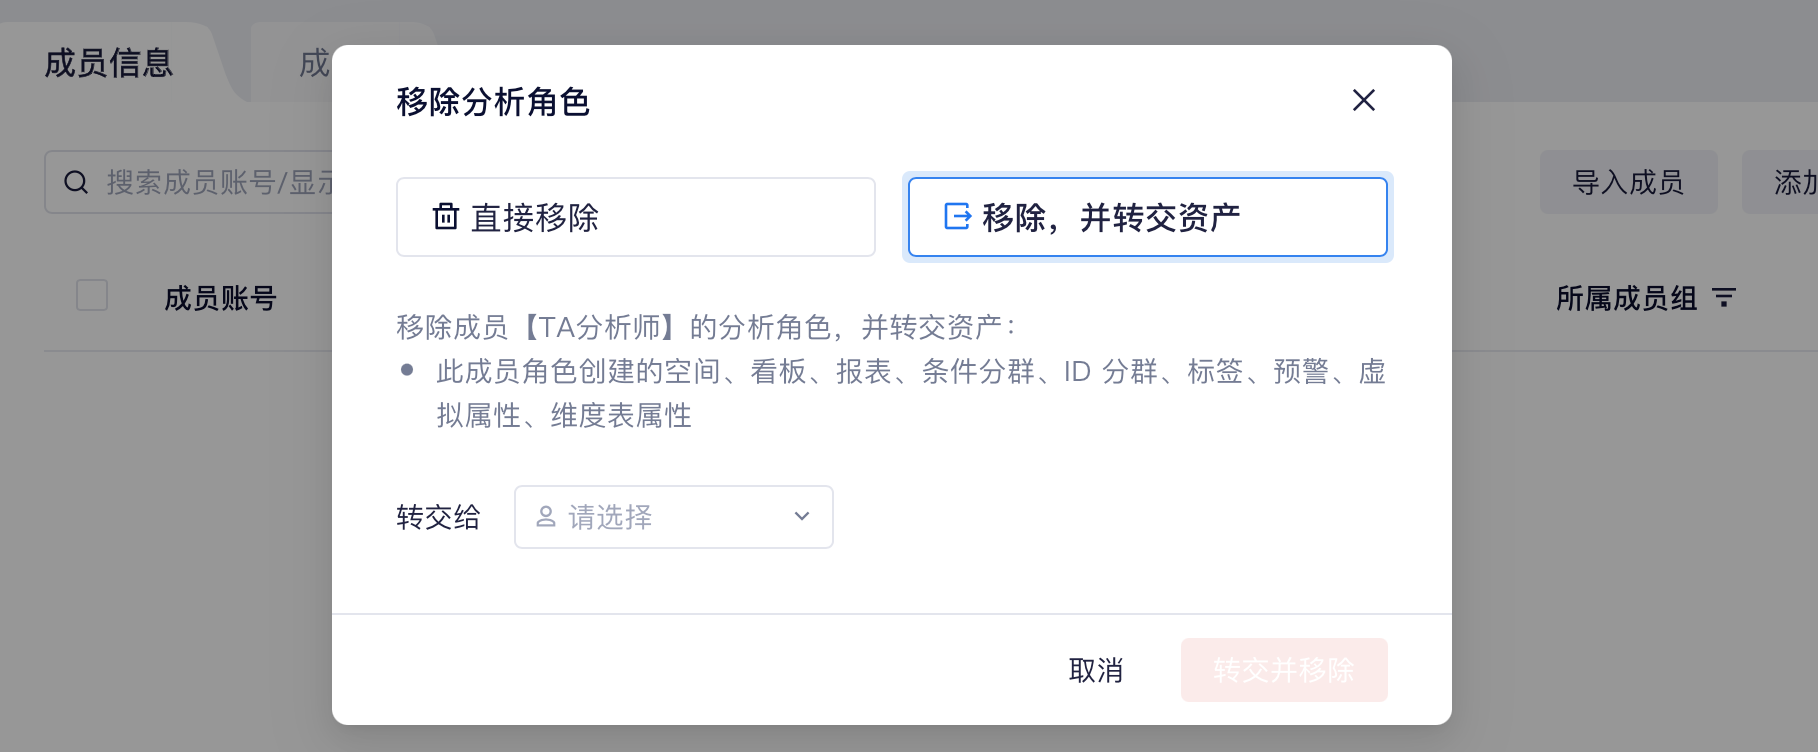 成员信息
成
移除分析角色
搜索成员账号/显示
直接移除
移除，并转交资产
导入成员
添加
成员账号
所属成员组
移除成员【TA分析师】的分析角色，并转交资产：
此成员角色创建的空间、看板、报表、条件分群、ID 分群、标签、预警、虚
拟属性、维度表属性
转交给
请选择
取消
转交并移除